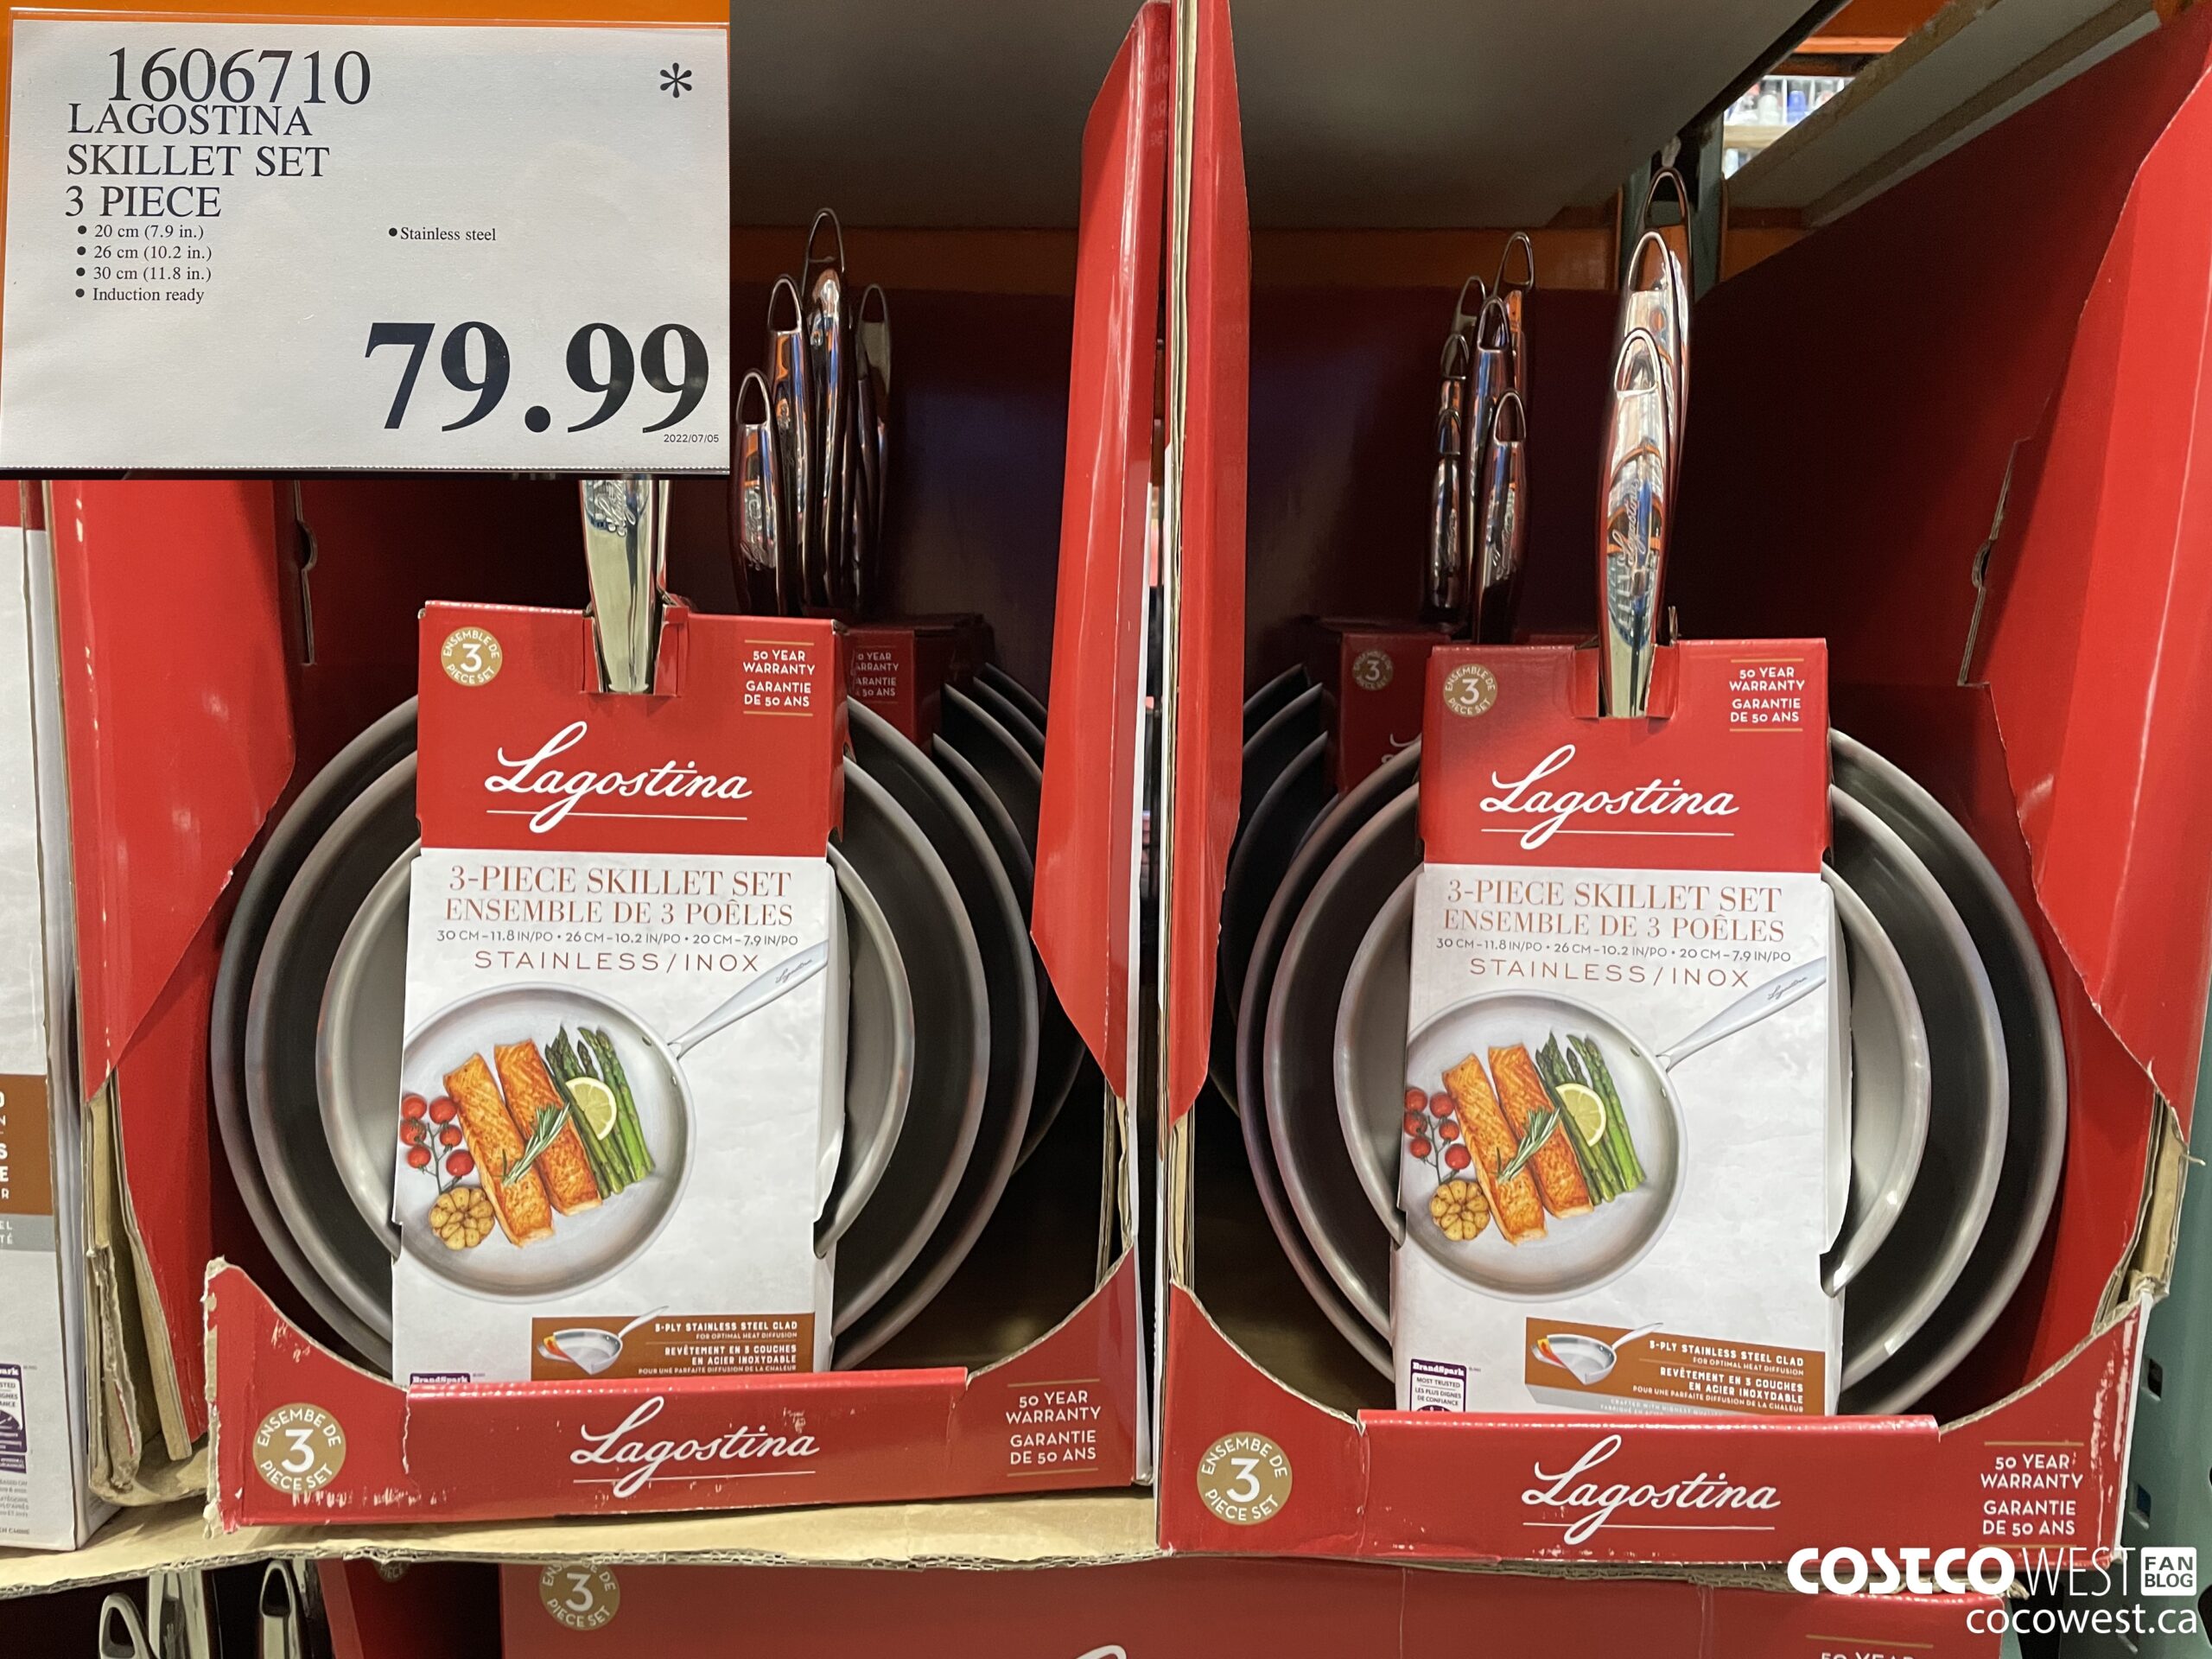 1606710
*
LAGOSTINA
SKILLET SET
3 PIECE
• 20 cm (7.9 in.)
• 26 cm (10.2 in.)
• 30 cm (11.8 in.)
• Induction ready
• Stainless steel
79.99
2022/07/05
ENSEMBLE DE
3
PIECE SET
50 YEAR
WARRANTY
GARANTIE
DE 50 ANS
Lagostina
3-PIECE SKILLET SET
ENSEMBLE DE 3 POÊLES
30 CM-11.8 IN/PO • 26 CM-10.2 IN/PO • 20 CM-7.9 IN/PO
STAINLESS/INOX
Lagostina
5-PLY STAINLESS STEEL CLAD
FOR OPTIMAL HEAT DIFFUSION
REVÊTEMENT EN 5 COUCHES
EN ACIER INOXYDABLE
POUR UNE PARFAITE DIFFUSION DE LA CHALEUR
BrandSpark
ENSEMBE DE
3
PIECE SET
Lagostina
50 YEAR
WARRANTY
GARANTIE
DE 50 ANS
3
ENSEMBLE DE
3
PIECE SET
50 YEAR
WARRANTY
GARANTIE
DE 50 ANS
Lagostina
Lagostina
3-PIECE SKILLET SET
ENSEMBLE DE 3 POÊLES
30 CM-11.8 IN/PO • 26 CM-10.2 IN/PO • 20 CM-7.9 IN/PO
STAINLESS/INOX
Lagostina
5-PLY STAINLESS STEEL CLAD
FOR OPTIMAL HEAT DIFFUSION
REVÊTEMENT EN 5 COUCHES
EN ACIER INOXYDABLE
POUR UNE PARFAITE DIFFUSION DE LA CHALEUR
BrandSpark
MOST TRUSTED
LES PLUS DIGNES
DE CONFIANCE
ENSEMBE DE
3
PIECE SET
Lagostina
50 YEAR
WARRANTY
GARANTIE
DE 50 ANS
3
PIECE SET
50 YEAR
COSTCO WEST FAN
BLOG
cocowest.ca